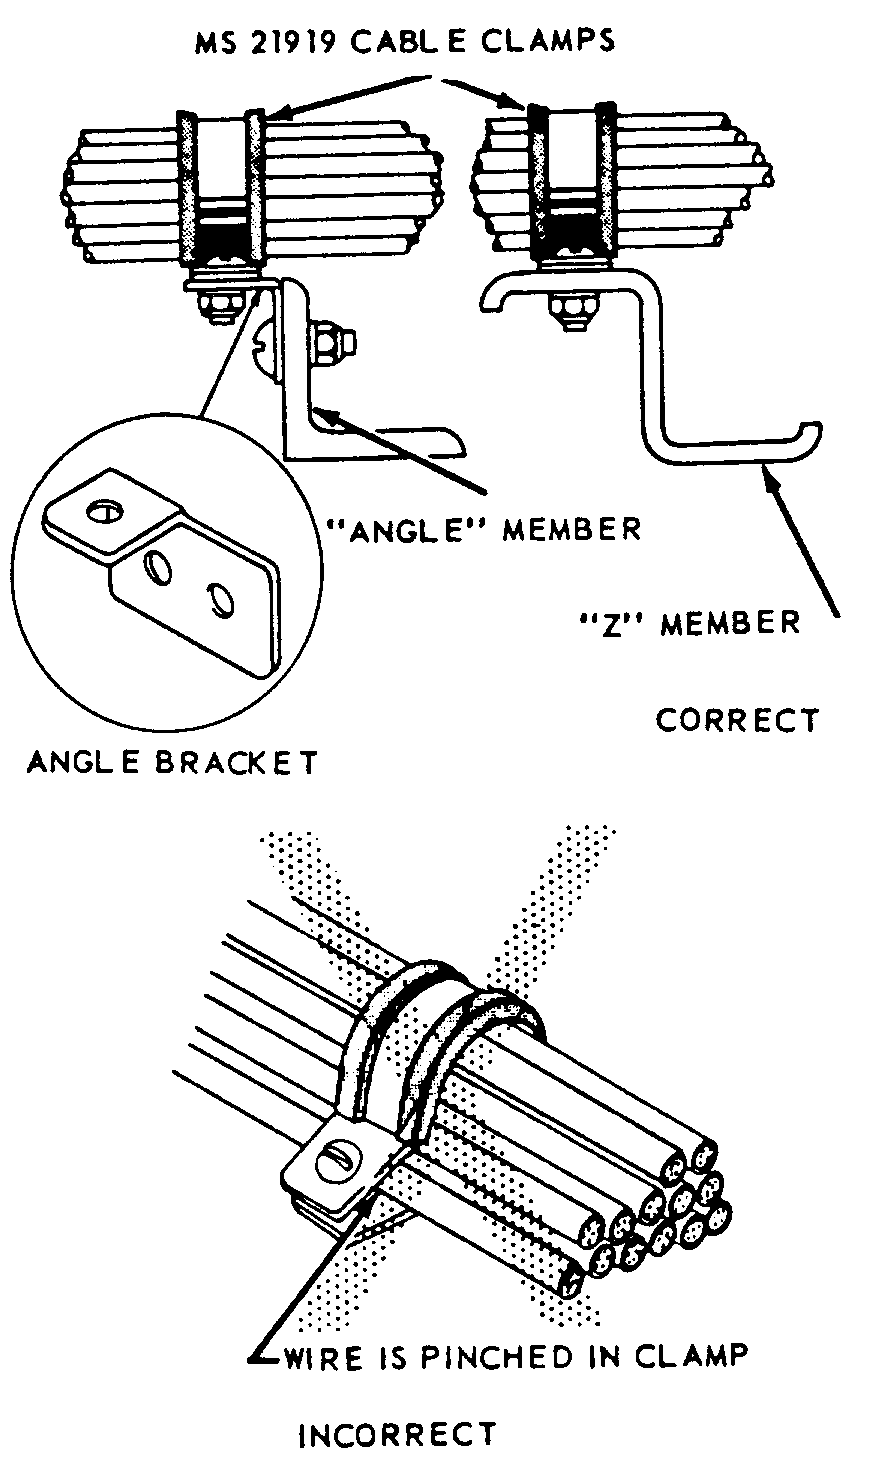 MS 21919 CABLE CLAMPS
"ANGLE" MEMBER
"Z" MEMBER
CORRECT
ANGLE BRACKET
WIRE IS PINCHED IN CLAMP
INCORRECT